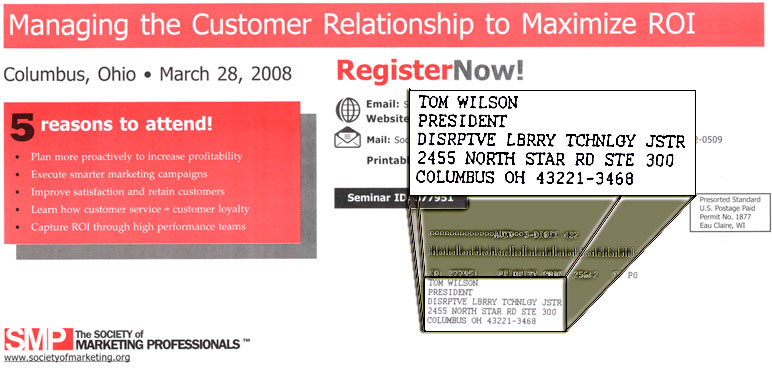 Managing the Customer Relationship to Maximize ROI
Columbus, Ohio • March 28, 2008
5 reasons to attend!
• Plan more proactively to increase profitability
• Execute smarter marketing campaigns
• Improve satisfaction and retain customers
• Learn how customer service = customer loyalty
• Capture ROI through high performance teams
SMP The Society of
MARKETING PROFESSIONALS™
www.societyofmarketing.org
RegisterNow!
Email:
Website
Mail: Soc 2-0509
Printab
Seminar ID: 77951
TOM WILSON
PRESIDENT
DISRPTVE LBRRY TCHNLGY JSTR
2455 NORTH STAR RD STE 300
COLUMBUS OH 43221-3468
Presorted Standard
U.S. Postage Paid
Permit No. 1877
Eau Claire, WI
TOM WILSON
PRESIDENT
DISRPTVE LBRRY TCHNLGY JSTR
2455 NORTH STAR RD STE 300
COLUMBUS OH 43221-3468